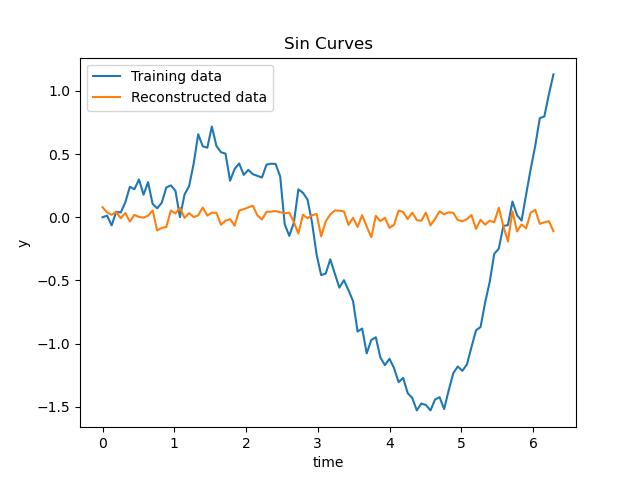 Sin Curves
Training data
Reconstructed data
1.0
0.5
0.0
−0.5
−1.0
−1.5
y
0 1 2 3 4 5 6
time